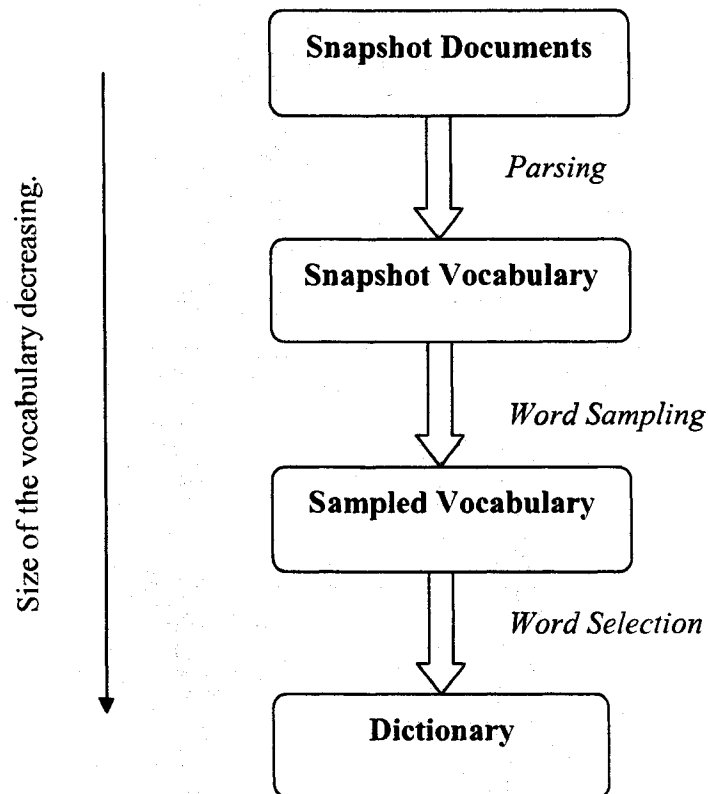 Snapshot Documents
Parsing
Snapshot Vocabulary
Word Sampling
Sampled Vocabulary
Word Selection
Dictionary
Size of the vocabulary decreasing.